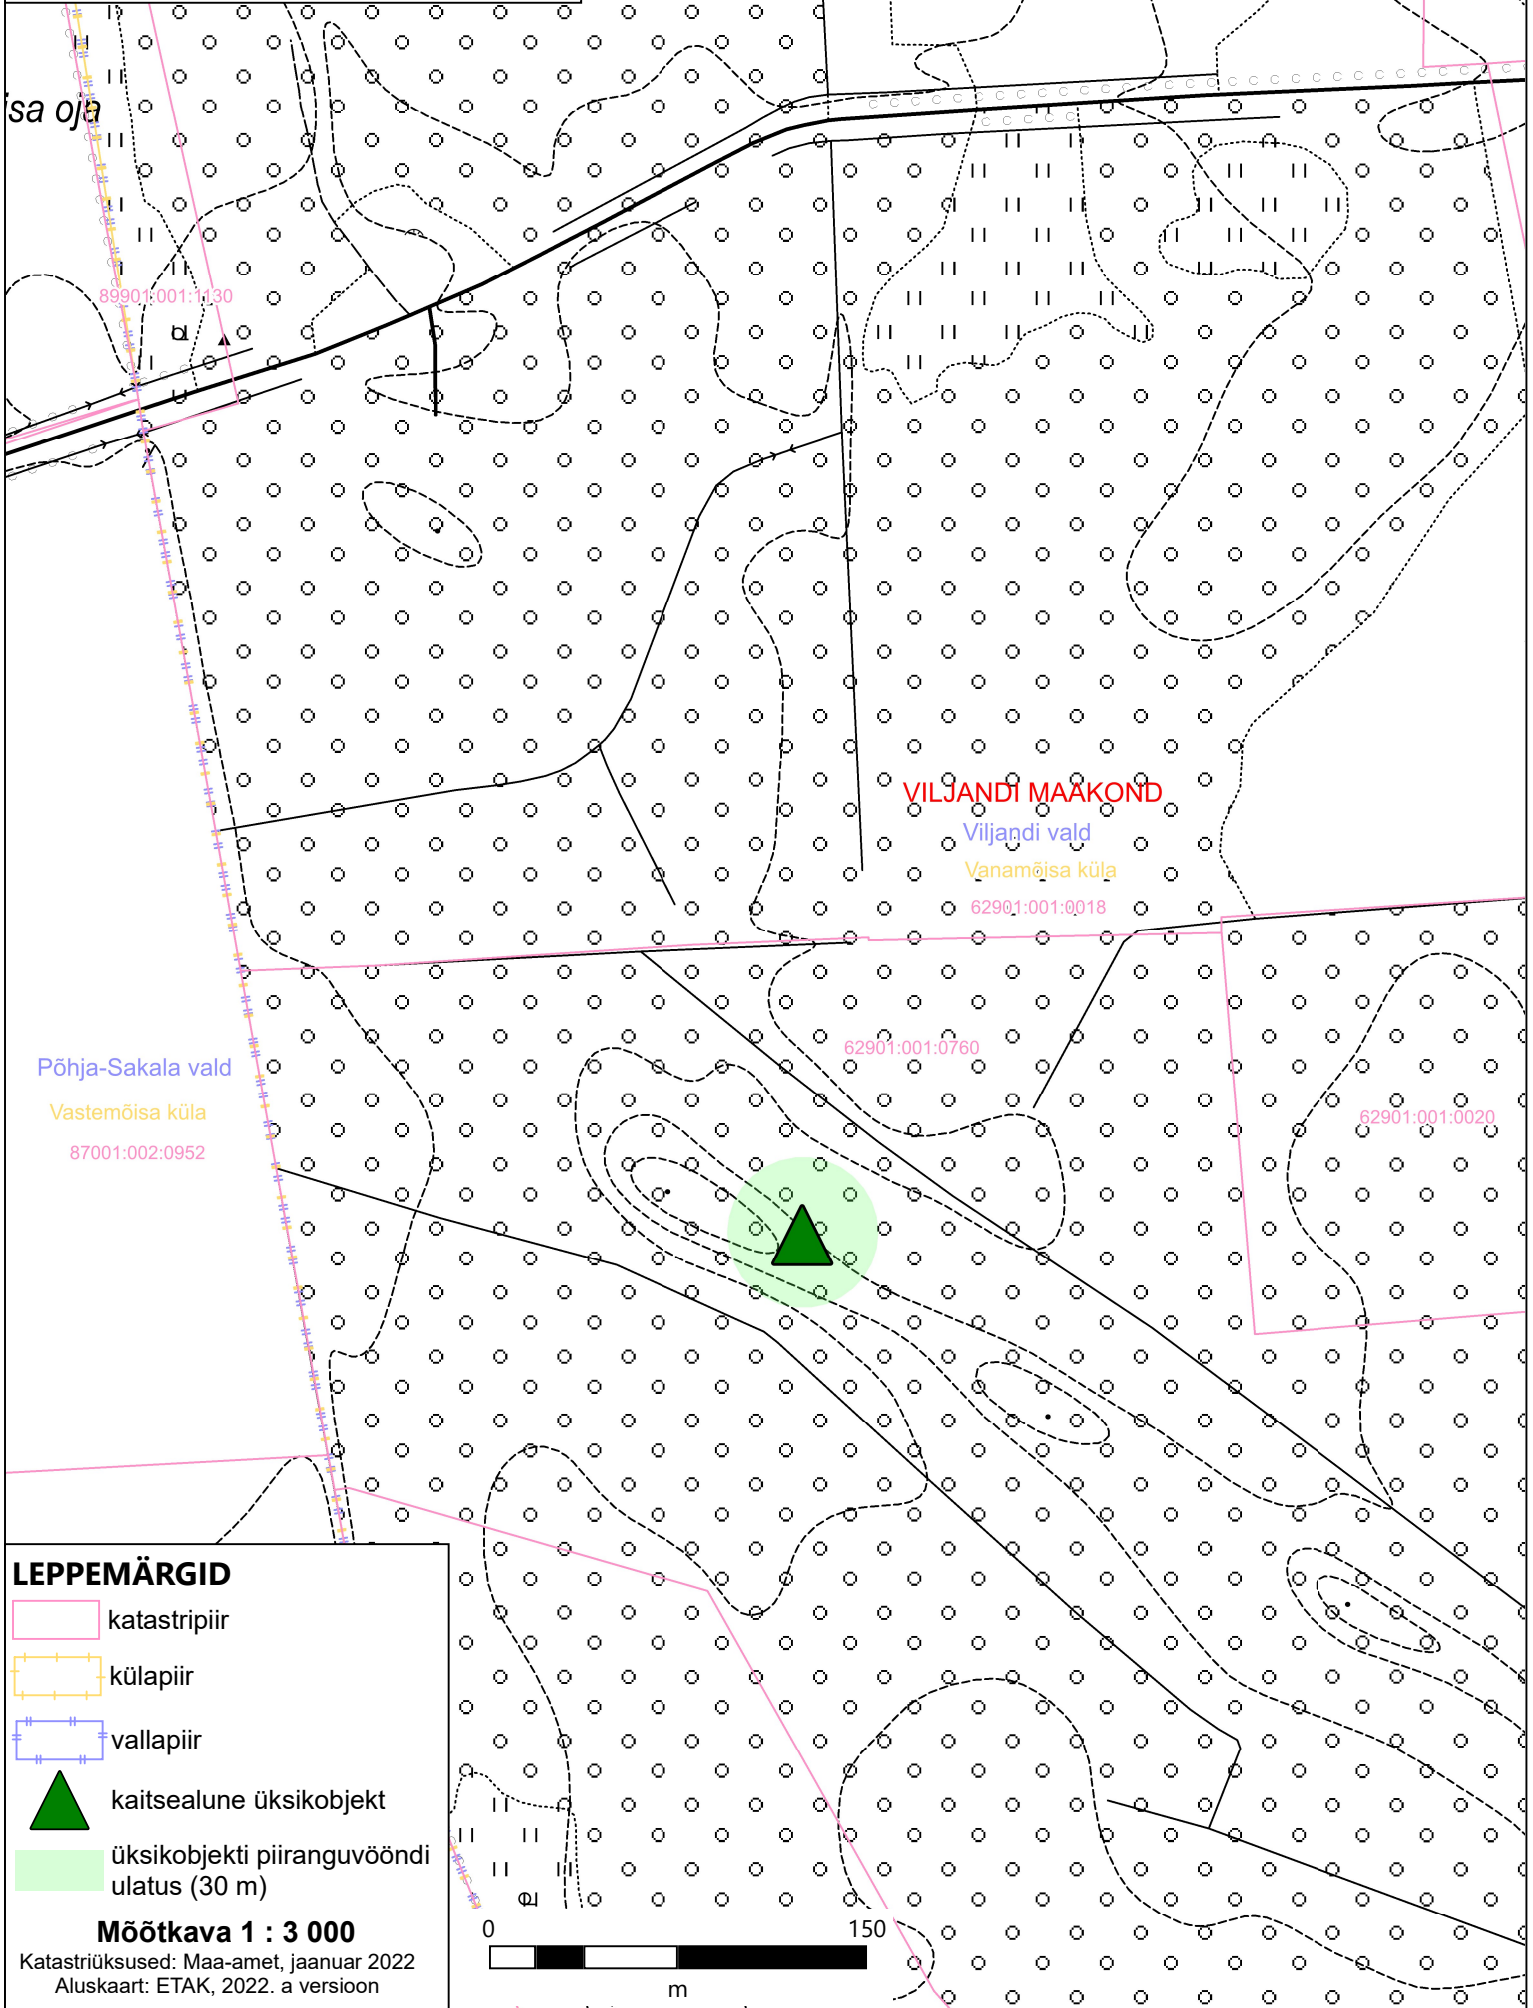 isa oja
89901:001:1130
VILJANDI MAAKOND
Viljandi vald
Vanamõisa küla
62901:001:0018
62901:001:0760
Põhja-Sakala vald
Vastemõisa küla
87001:002:0952
62901:001:0020
LEPPEMÄRGID
katastripiir
külapiir
vallapiir
kaitsealune üksikobjekt
üksikobjekti piiranguvööndi
ulatus (30 m)
Mõõtkava 1 : 3 000
Katastriüksused: Maa-amet, jaanuar 2022
Aluskaart: ETAK, 2022. a versioon
0 150
m